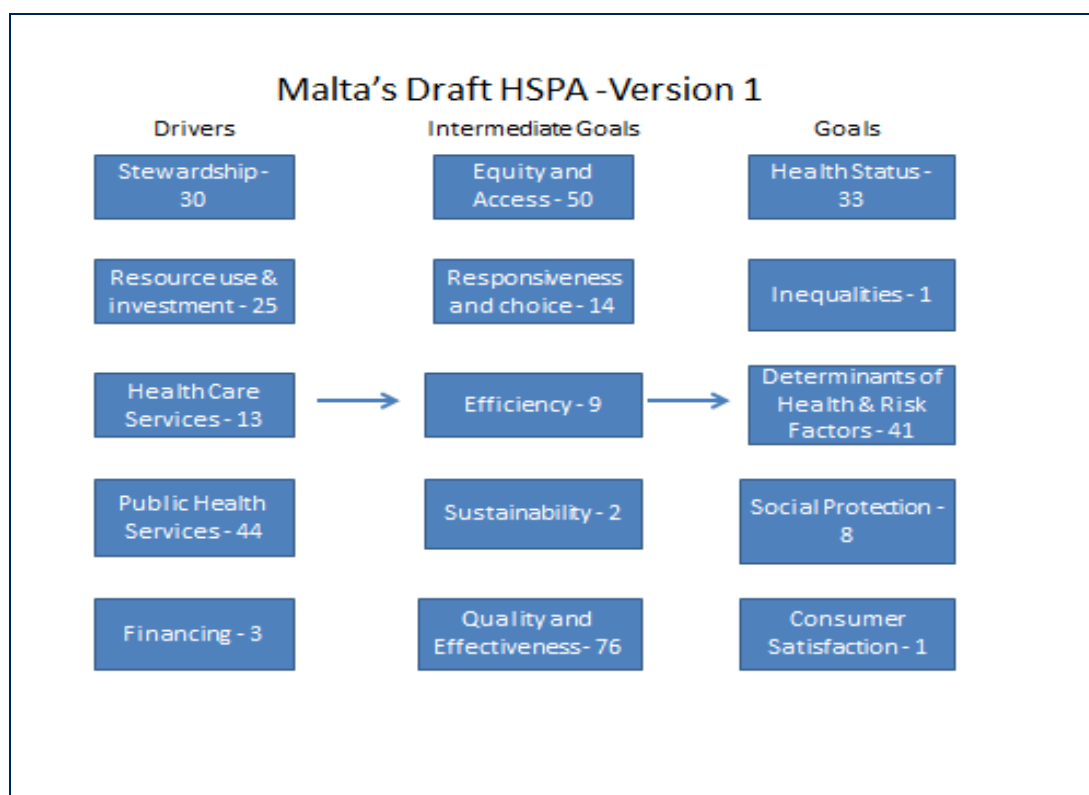 Malta's Draft HSPA -Version 1
Drivers
Intermediate Goals
Goals
Stewardship -
30
Equity and
Access - 50
Health Status -
33
Resource use &
investment - 25
Responsiveness
and choice - 14
Inequalities - 1
Health Care
Services - 13
Efficiency - 9
Determinants of
Health & Risk
Factors - 41
Public Health
Services - 44
Sustainability - 2
Social Protection -
8
Financing - 3
Quality and
Effectiveness - 76
Consumer
Satisfaction - 1